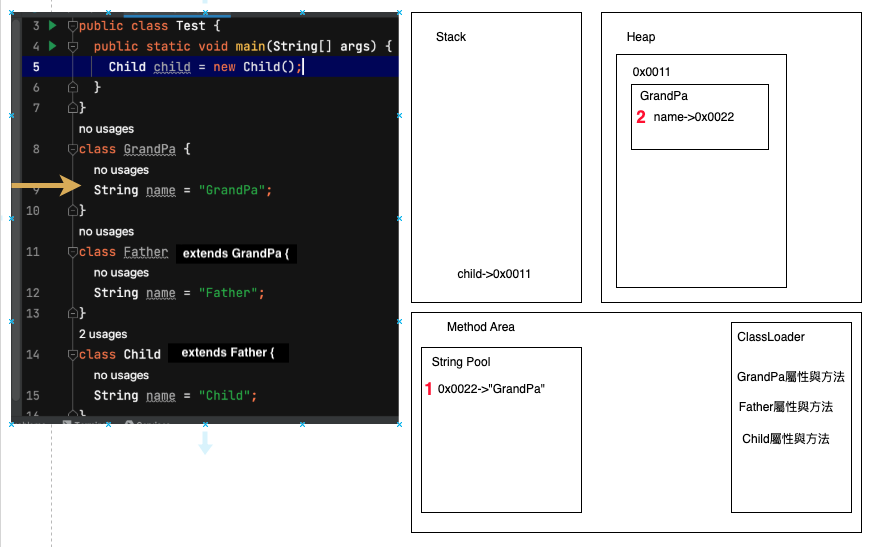 3 public class Test {
4 public static void main(String[] args) {
5 Child child = new Child();
6 }
7 }
no usages
8 class GrandPa {
no usages
9 String name = "GrandPa";
10 }
no usages
11 class Father extends GrandPa {
no usages
12 String name = "Father";
13 }
2 usages
14 class Child extends Father {
no usages
15 String name = "Child";
16 }
Stack
child->0x0011
Heap
0x0011
GrandPa
2 name->0x0022
Method Area
String Pool
1 0x0022->"GrandPa"
ClassLoader
GrandPa屬性與方法
Father屬性與方法
Child屬性與方法